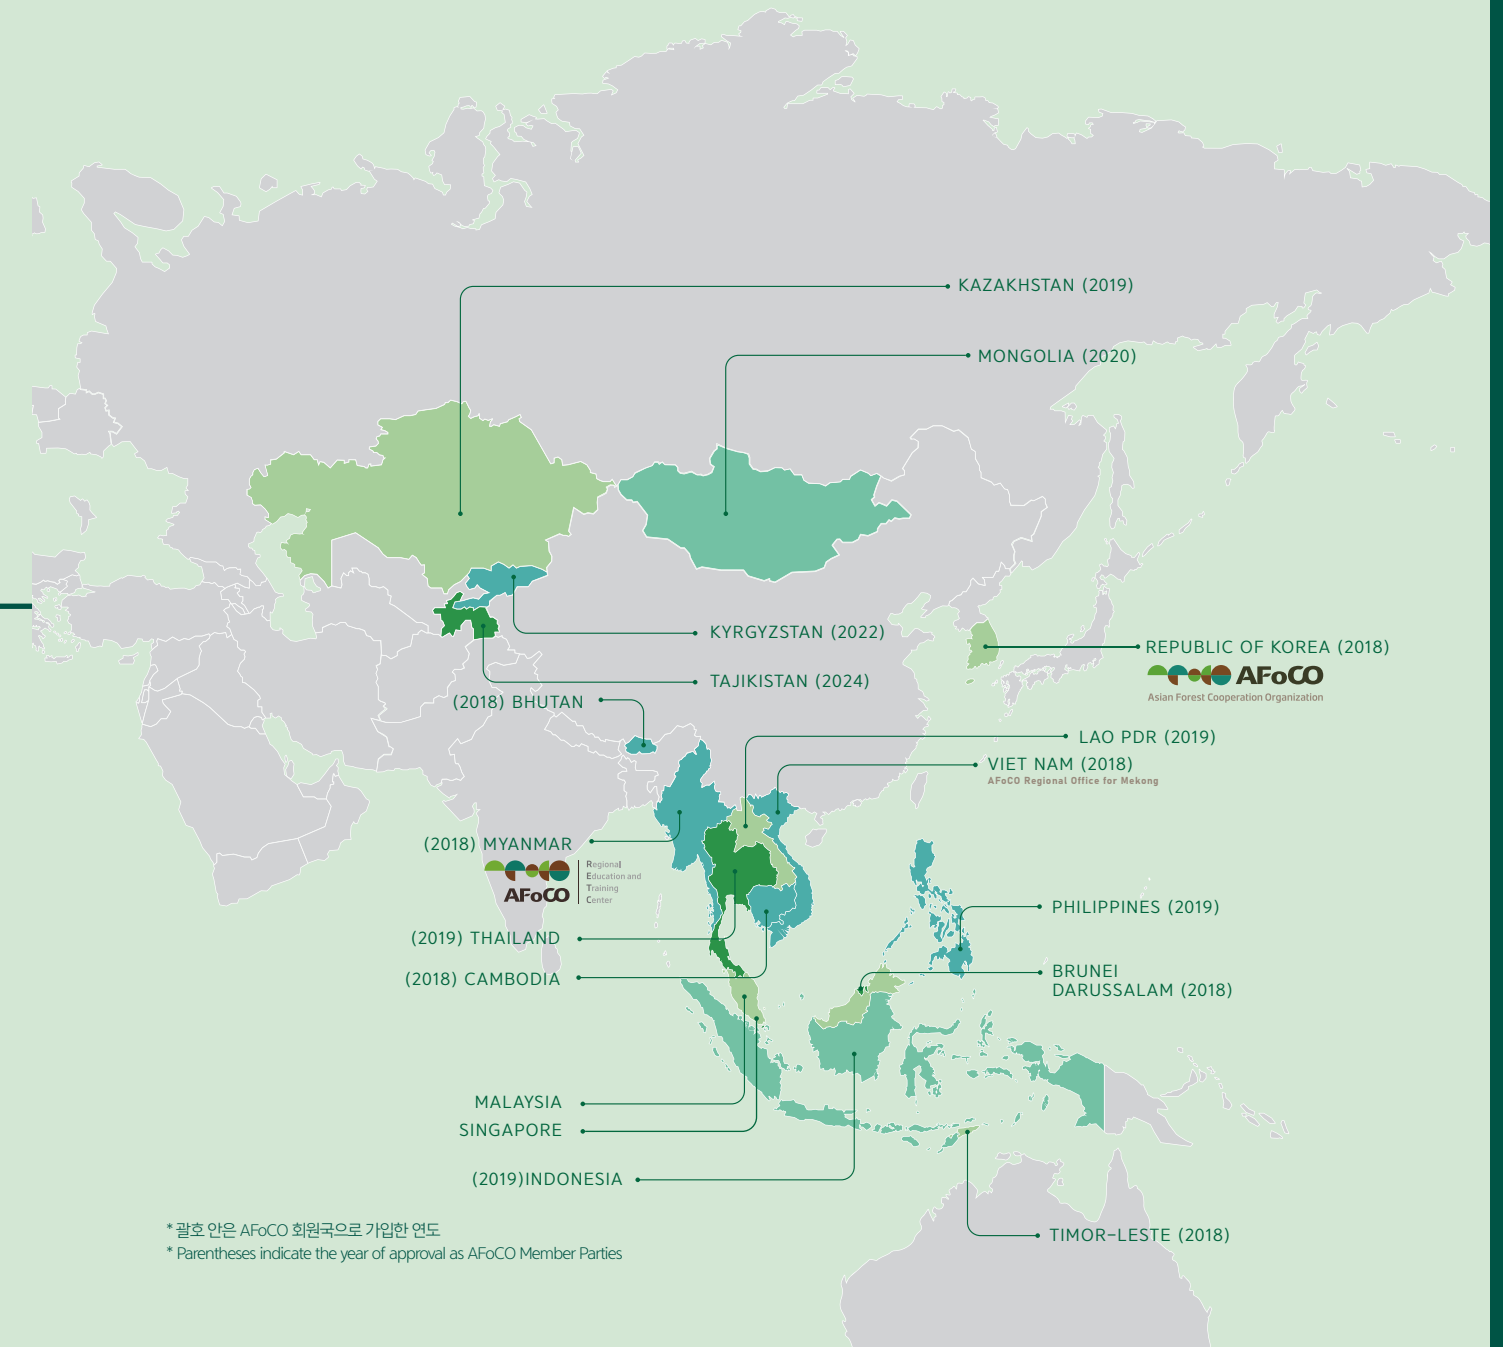 KAZAKHSTAN (2019)
MONGOLIA (2020)
KYRGYZSTAN (2022)
REPUBLIC OF KOREA (2018)
AFoCO
Asian Forest Cooperation Organization
TAJIKISTAN (2024)
(2018) BHUTAN
LAO PDR (2019)
VIET NAM (2018)
AFoCO Regional Office for Mekong
(2018) MYANMAR
AFoCO
Regional
Education and
Training
Center
PHILIPPINES (2019)
(2019) THAILAND
(2018) CAMBODIA
BRUNEI
DARUSSALAM (2018)
MALAYSIA
SINGAPORE
(2019)INDONESIA
TIMOR-LESTE (2018)
* 괄호 안은 AFoCO 회원국으로 가입한 연도
* Parentheses indicate the year of approval as AFoCO Member Parties